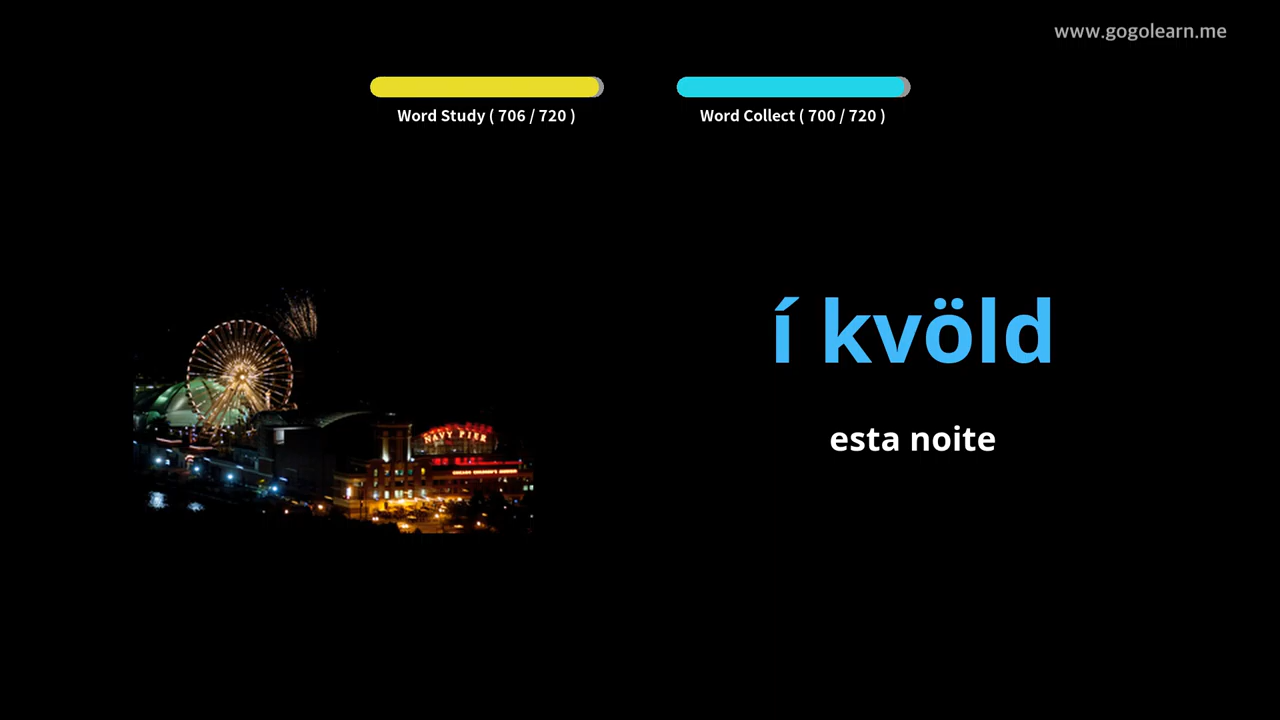 www.gogolearn.me
Word Study ( 706 / 720 )
Word Collect ( 700 / 720 )
í kvöld
esta noite
NAVY PIER